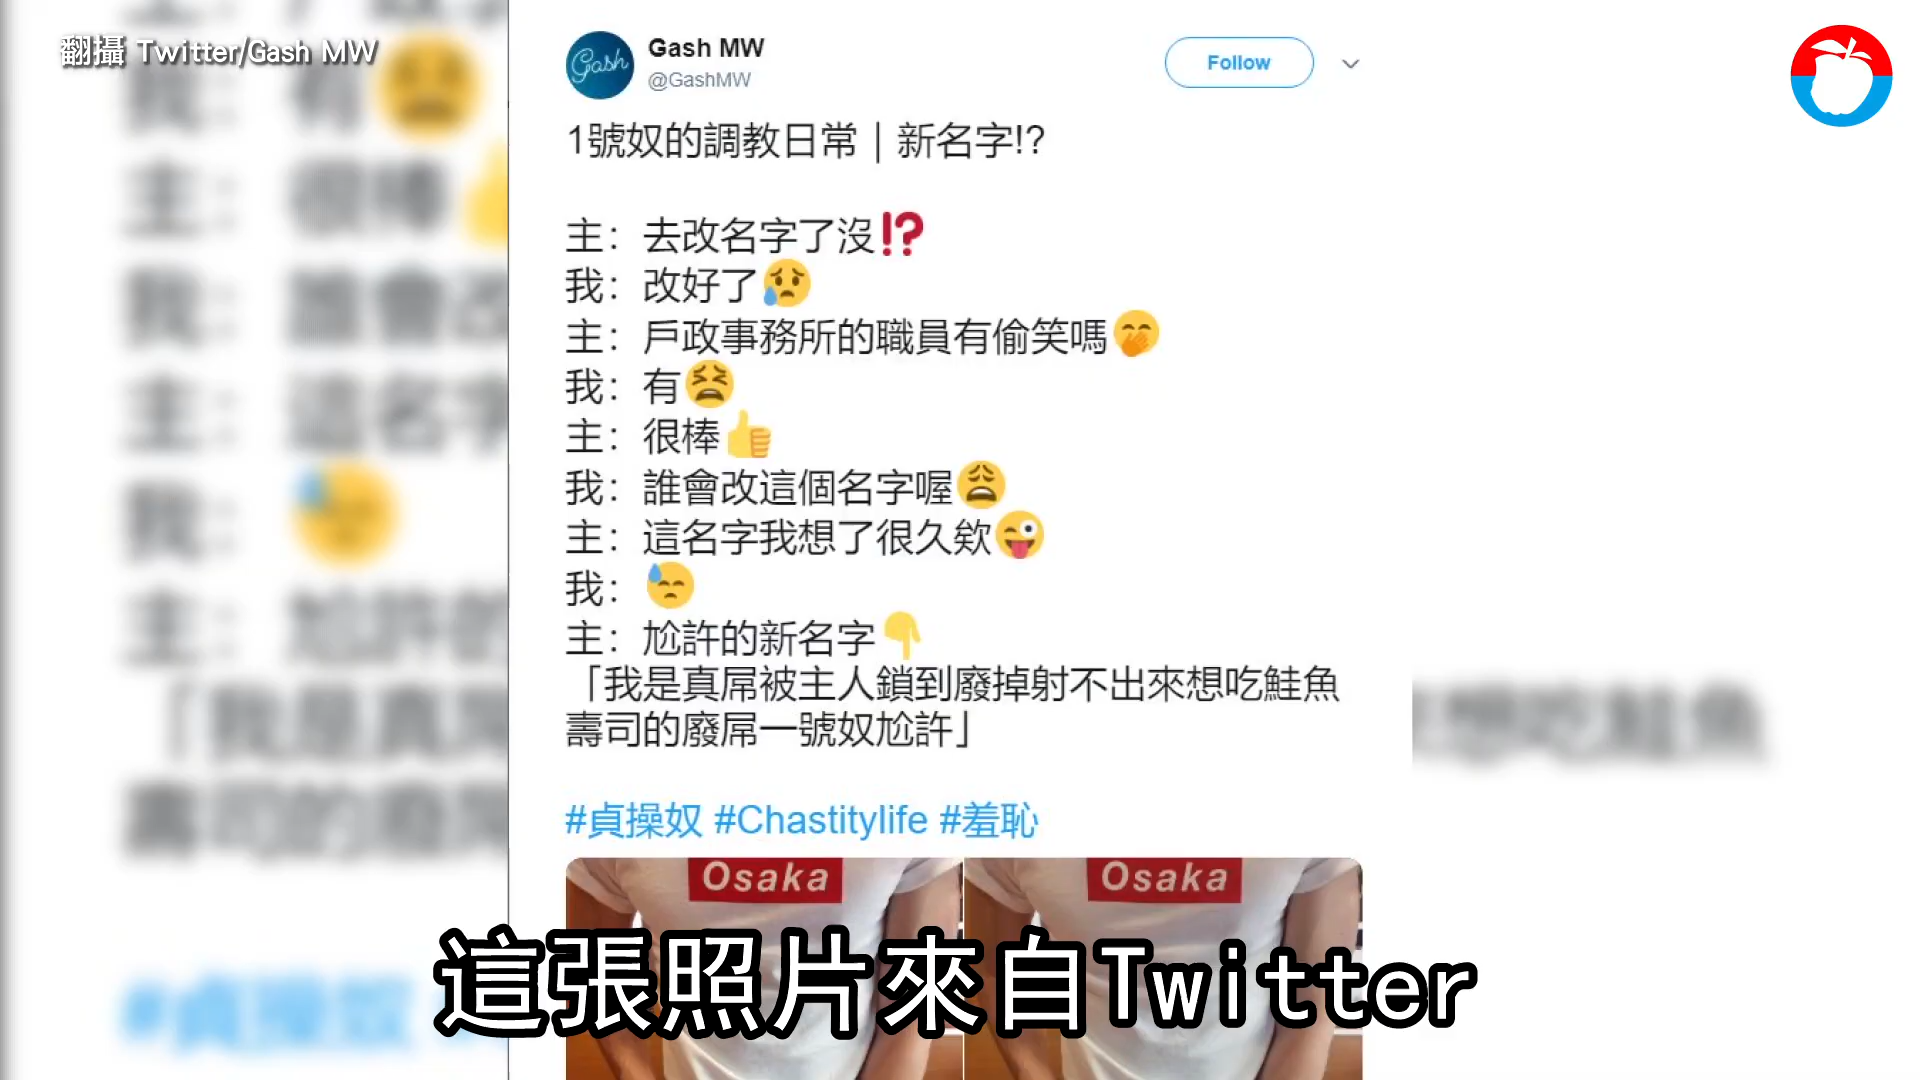 翻攝 Twitter/Gash MW
Gash
Gash MW
@GashMW
Follow
1號奴的調教日常｜新名字!?
主：去改名字了沒⁉️
我：改好了😥
主：戶政事務所的職員有偷笑嗎🤭
我：有😫
主：很棒👍
我：誰會改這個名字喔😩
主：這名字我想了很久欸😜
我：😓
主：尬許的新名字👇
「我是真屌被主人鎖到廢掉射不出來想吃鮭魚
壽司的廢屌一號奴尬許」
#貞操奴 #Chastitylife #羞恥
Osaka
Osaka
這張照片來自Twitter